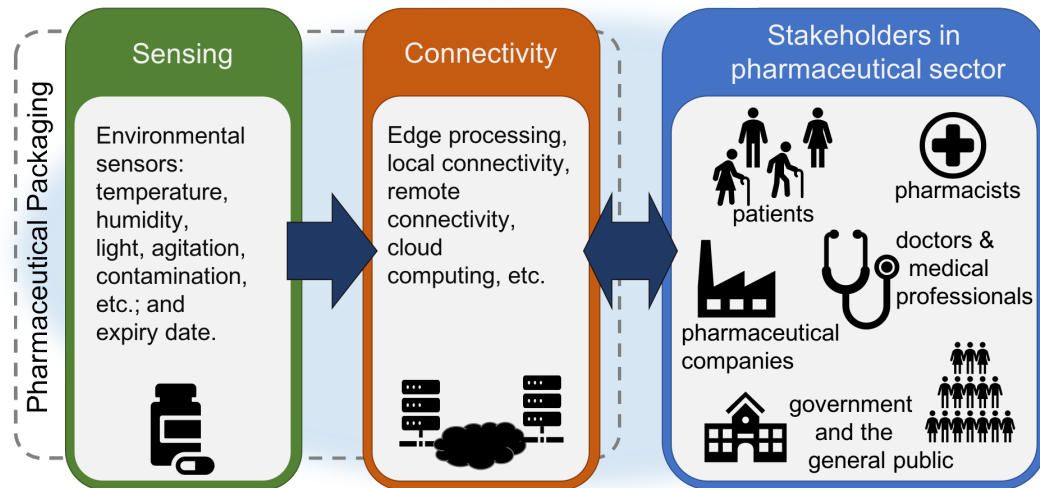 Pharmaceutical Packaging
Sensing
Environmental
sensors:
temperature,
humidity,
light, agitation,
contamination,
etc.; and
expiry date.
Connectivity
Edge processing,
local connectivity,
remote
connectivity,
cloud
computing, etc.
Stakeholders in
pharmaceutical sector
patients
pharmacists
doctors &
medical
professionals
pharmaceutical
companies
government
and the
general public